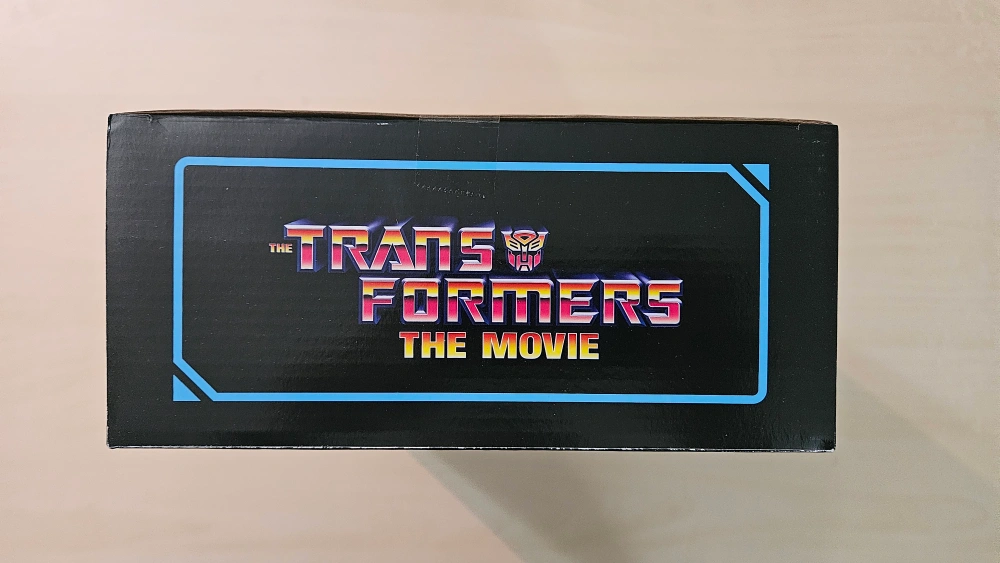 THE TRANS
FORMERS
THE MOVIE